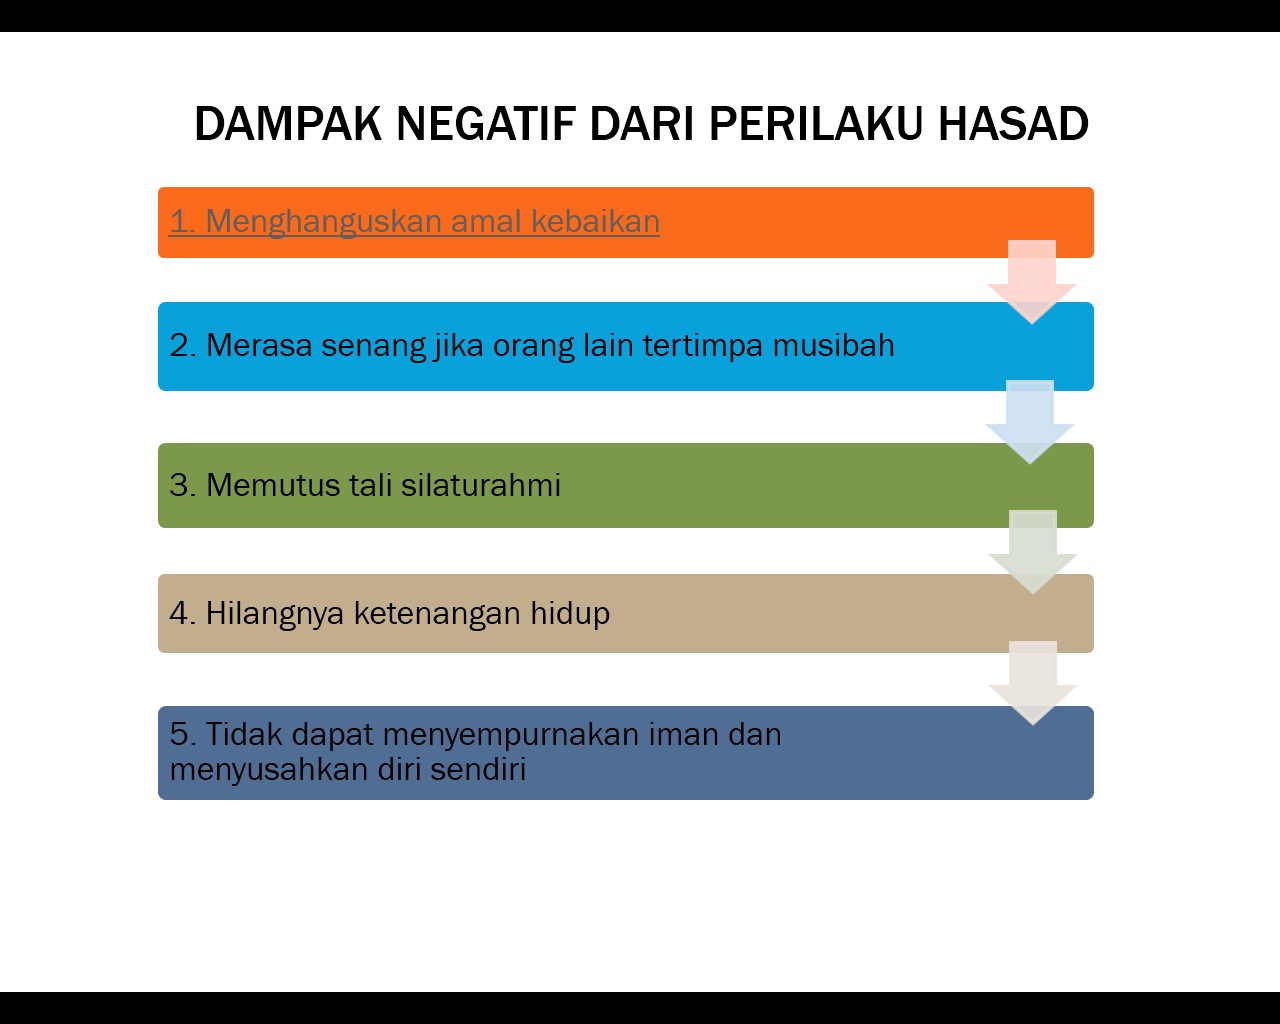 DAMPAK NEGATIF DARI PERILAKU HASAD
1. Menghanguskan amal kebaikan
2. Merasa senang jika orang lain tertimpa musibah
3. Memutus tali silaturahmi
4. Hilangnya ketenangan hidup
5. Tidak dapat menyempurnakan iman dan
menyusahkan diri sendiri